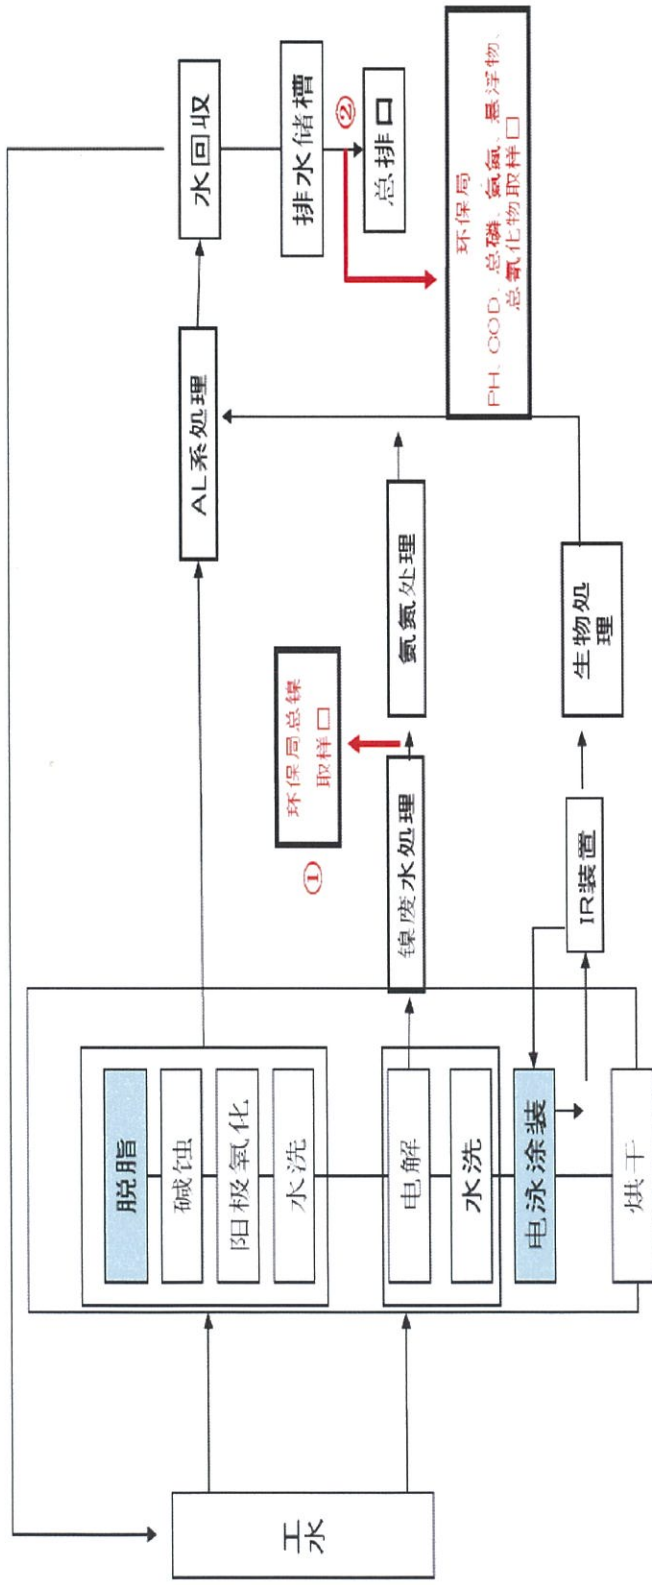 工水
脱脂
碱蚀
阳极氧化
水洗
电解
水洗
电泳涂装
烘干
镍废水处理
IR装置
①
环保局总镍
取样口
氨氮处理
生物处
理
AL系处理
水回收
排水储槽
②
总排口
环保局
PH、COD、总磷、氨氮、悬浮物、
总氰化物取样口